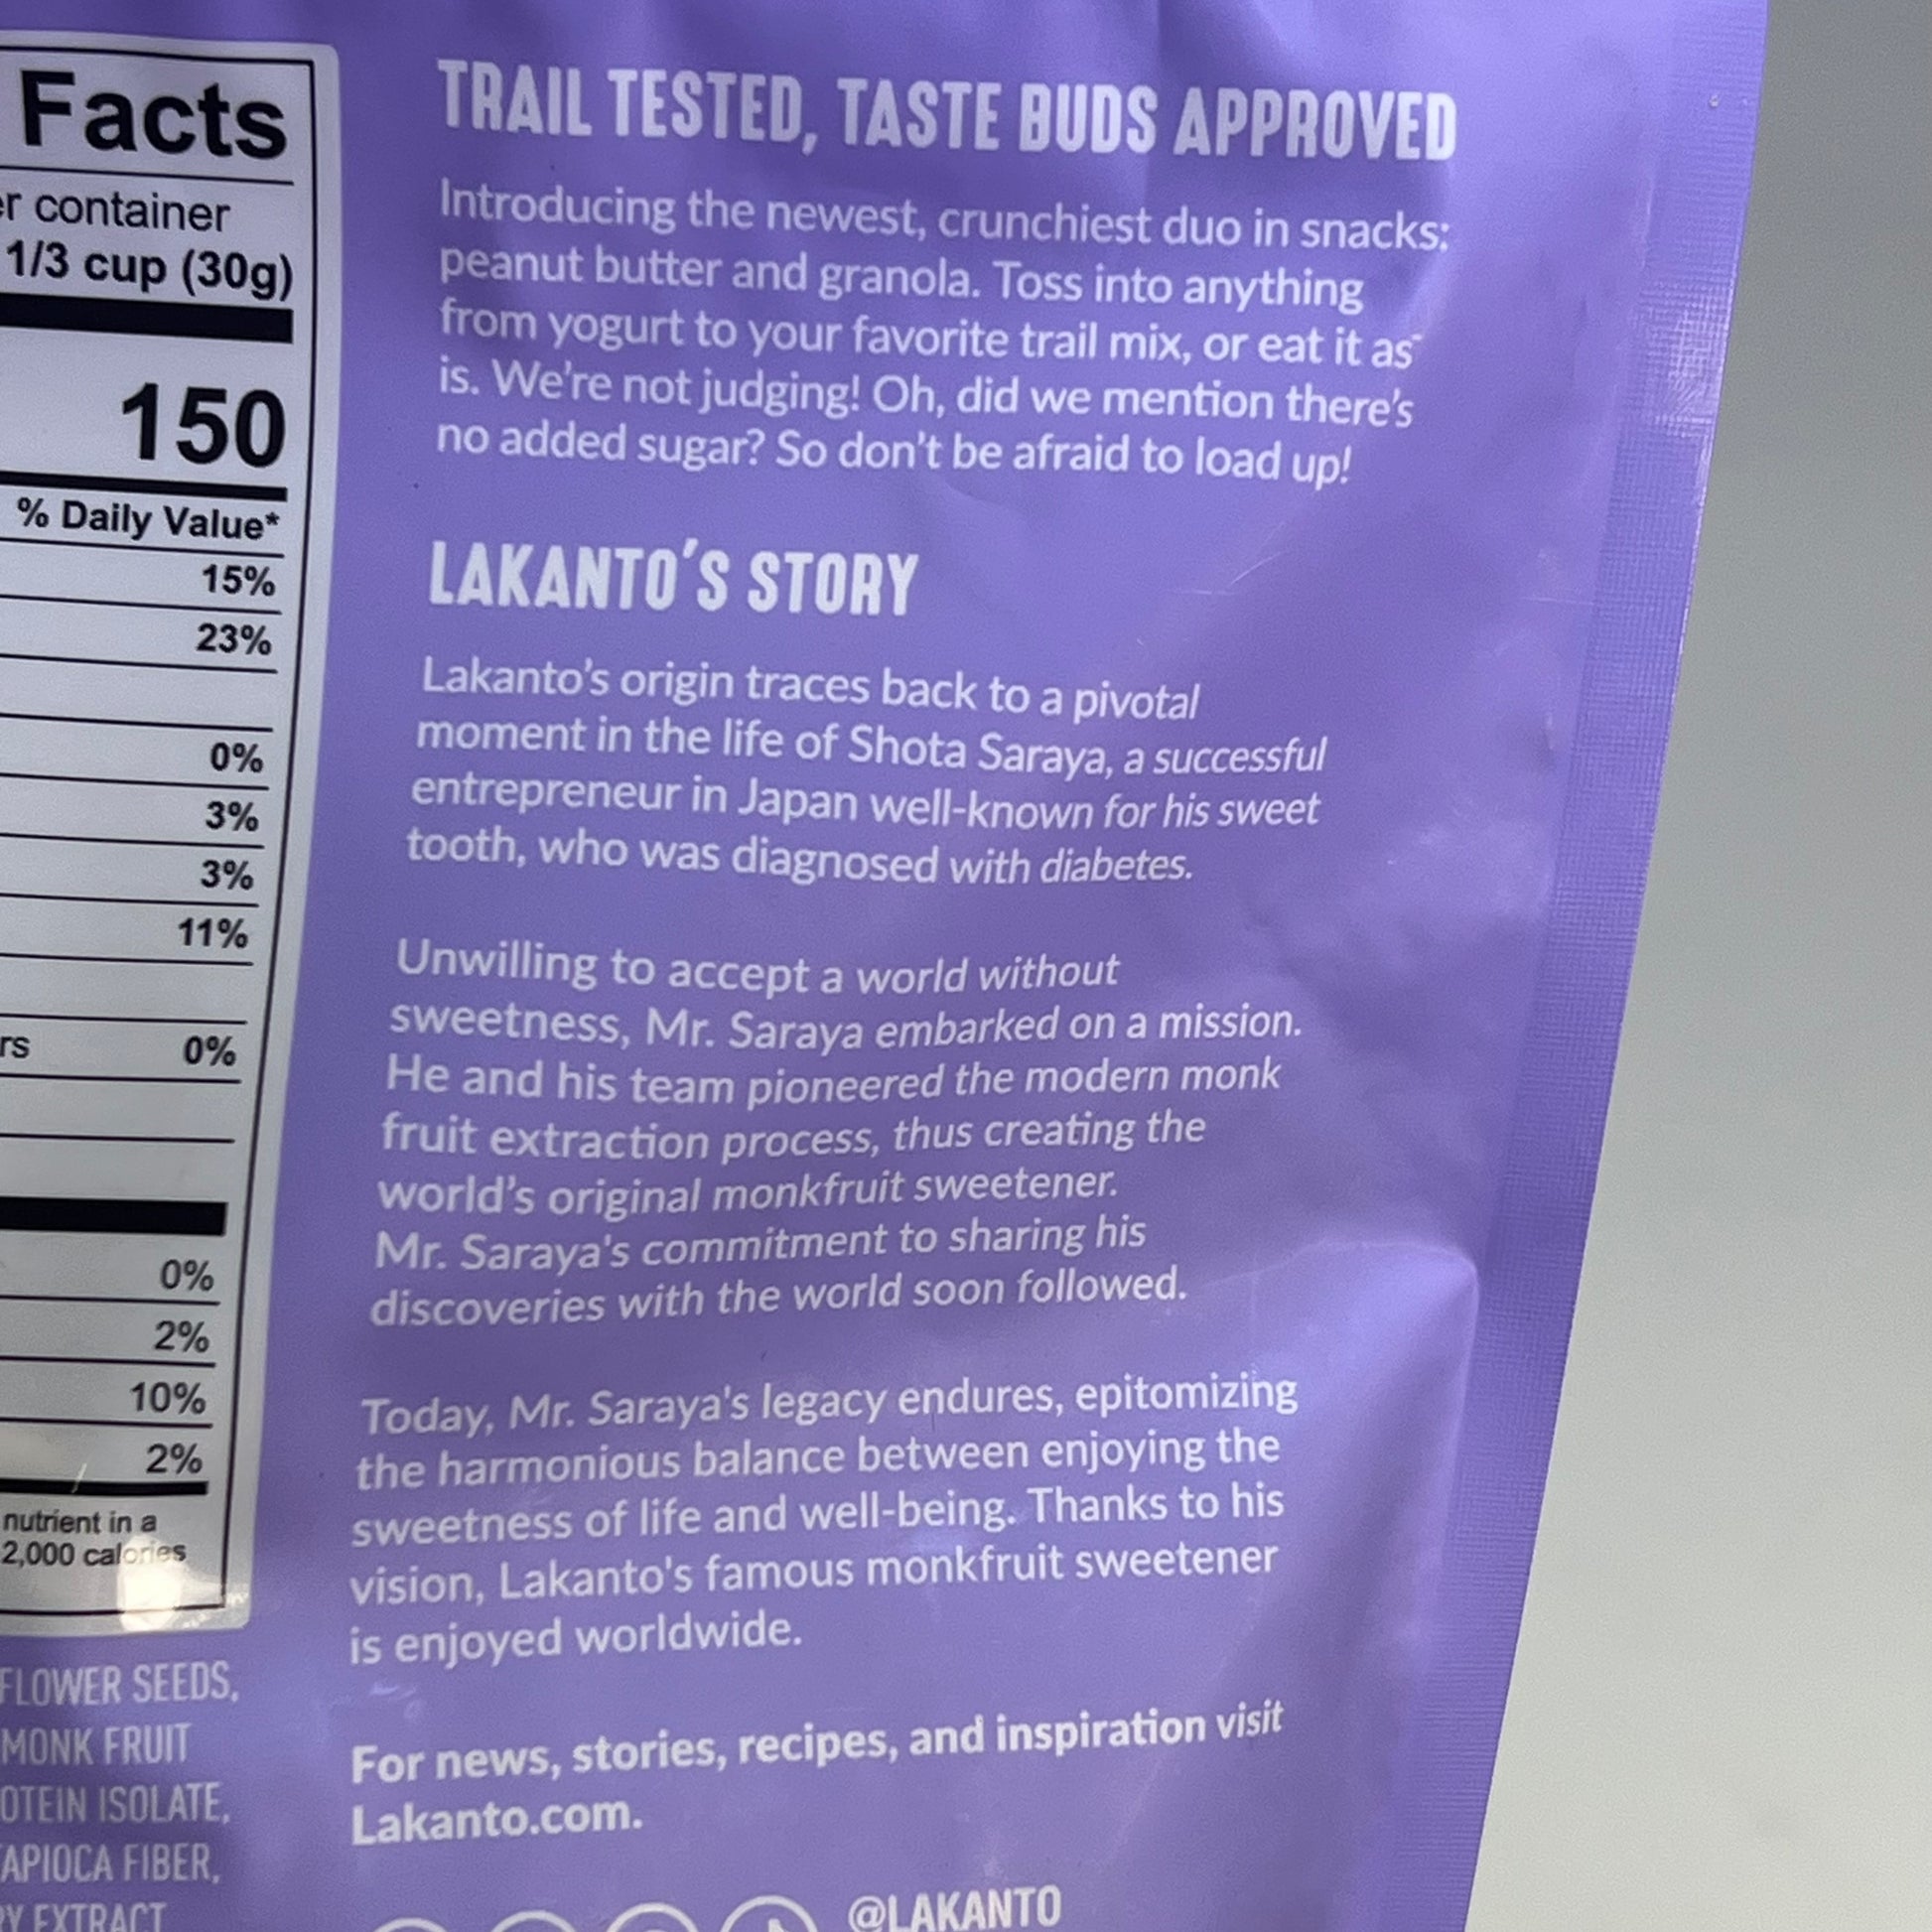 Facts
container
1/3 cup (30g)
150
% Daily Value*
15%
23%
0%
3%
3%
11%
0%
0%
2%
10%
2%
nutrient in a
2,000 calories
SEEDS,
MONK FRUIT
ISOLATE,
FIBER,
EXTRACT
TRAIL TESTED, TASTE BUDS APPROVED
Introducing the newest, crunchiest duo in snacks:
peanut butter and granola. Toss into anything
from yogurt to your favorite trail mix, or eat it as
is. We're not judging! Oh, did we mention there's
no added sugar? So don't be afraid to load up!
LAKANTO'S STORY
Lakanto's origin traces back to a pivotal
moment in the life of Shota Saraya, a successful
entrepreneur in Japan well-known for his sweet
tooth, who was diagnosed with diabetes.
Unwilling to accept a world without
sweetness, Mr. Saraya embarked on a mission.
He and his team pioneered the modern monk
fruit extraction process, thus creating the
world's original monkfruit sweetener.
Mr. Saraya's commitment to sharing his
discoveries with the world soon followed.
Today, Mr. Saraya's legacy endures, epitomizing
the harmonious balance between enjoying the
sweetness of life and well-being. Thanks to his
vision, Lakanto's famous monkfruit sweetener
is enjoyed worldwide.
For news, stories, recipes, and inspiration visit
Lakanto.com.
@LAKANTO